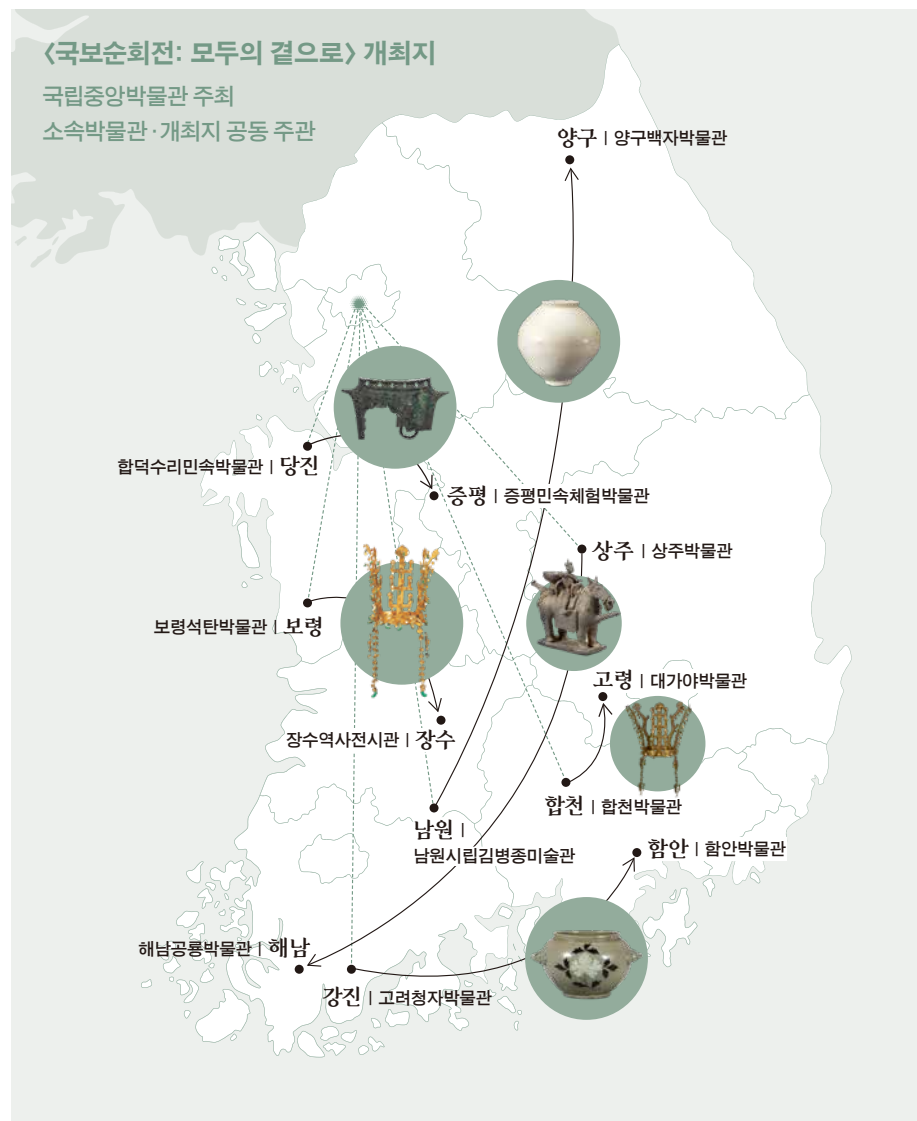 〈국보순회전: 모두의 곁으로〉 개최지
국립중앙박물관 주최
소속박물관·개최지 공동 주관
양구 | 양구백자박물관
합덕수리민속박물관 | 당진
증평 | 증평민속체험박물관
상주 | 상주박물관
보령석탄박물관 | 보령
고령 | 대가야박물관
장수역사전시관 | 장수
합천 | 합천박물관
남원 |
남원시립김병종미술관
함안 | 함안박물관
해남공룡박물관 | 해남
강진 | 고려청자박물관